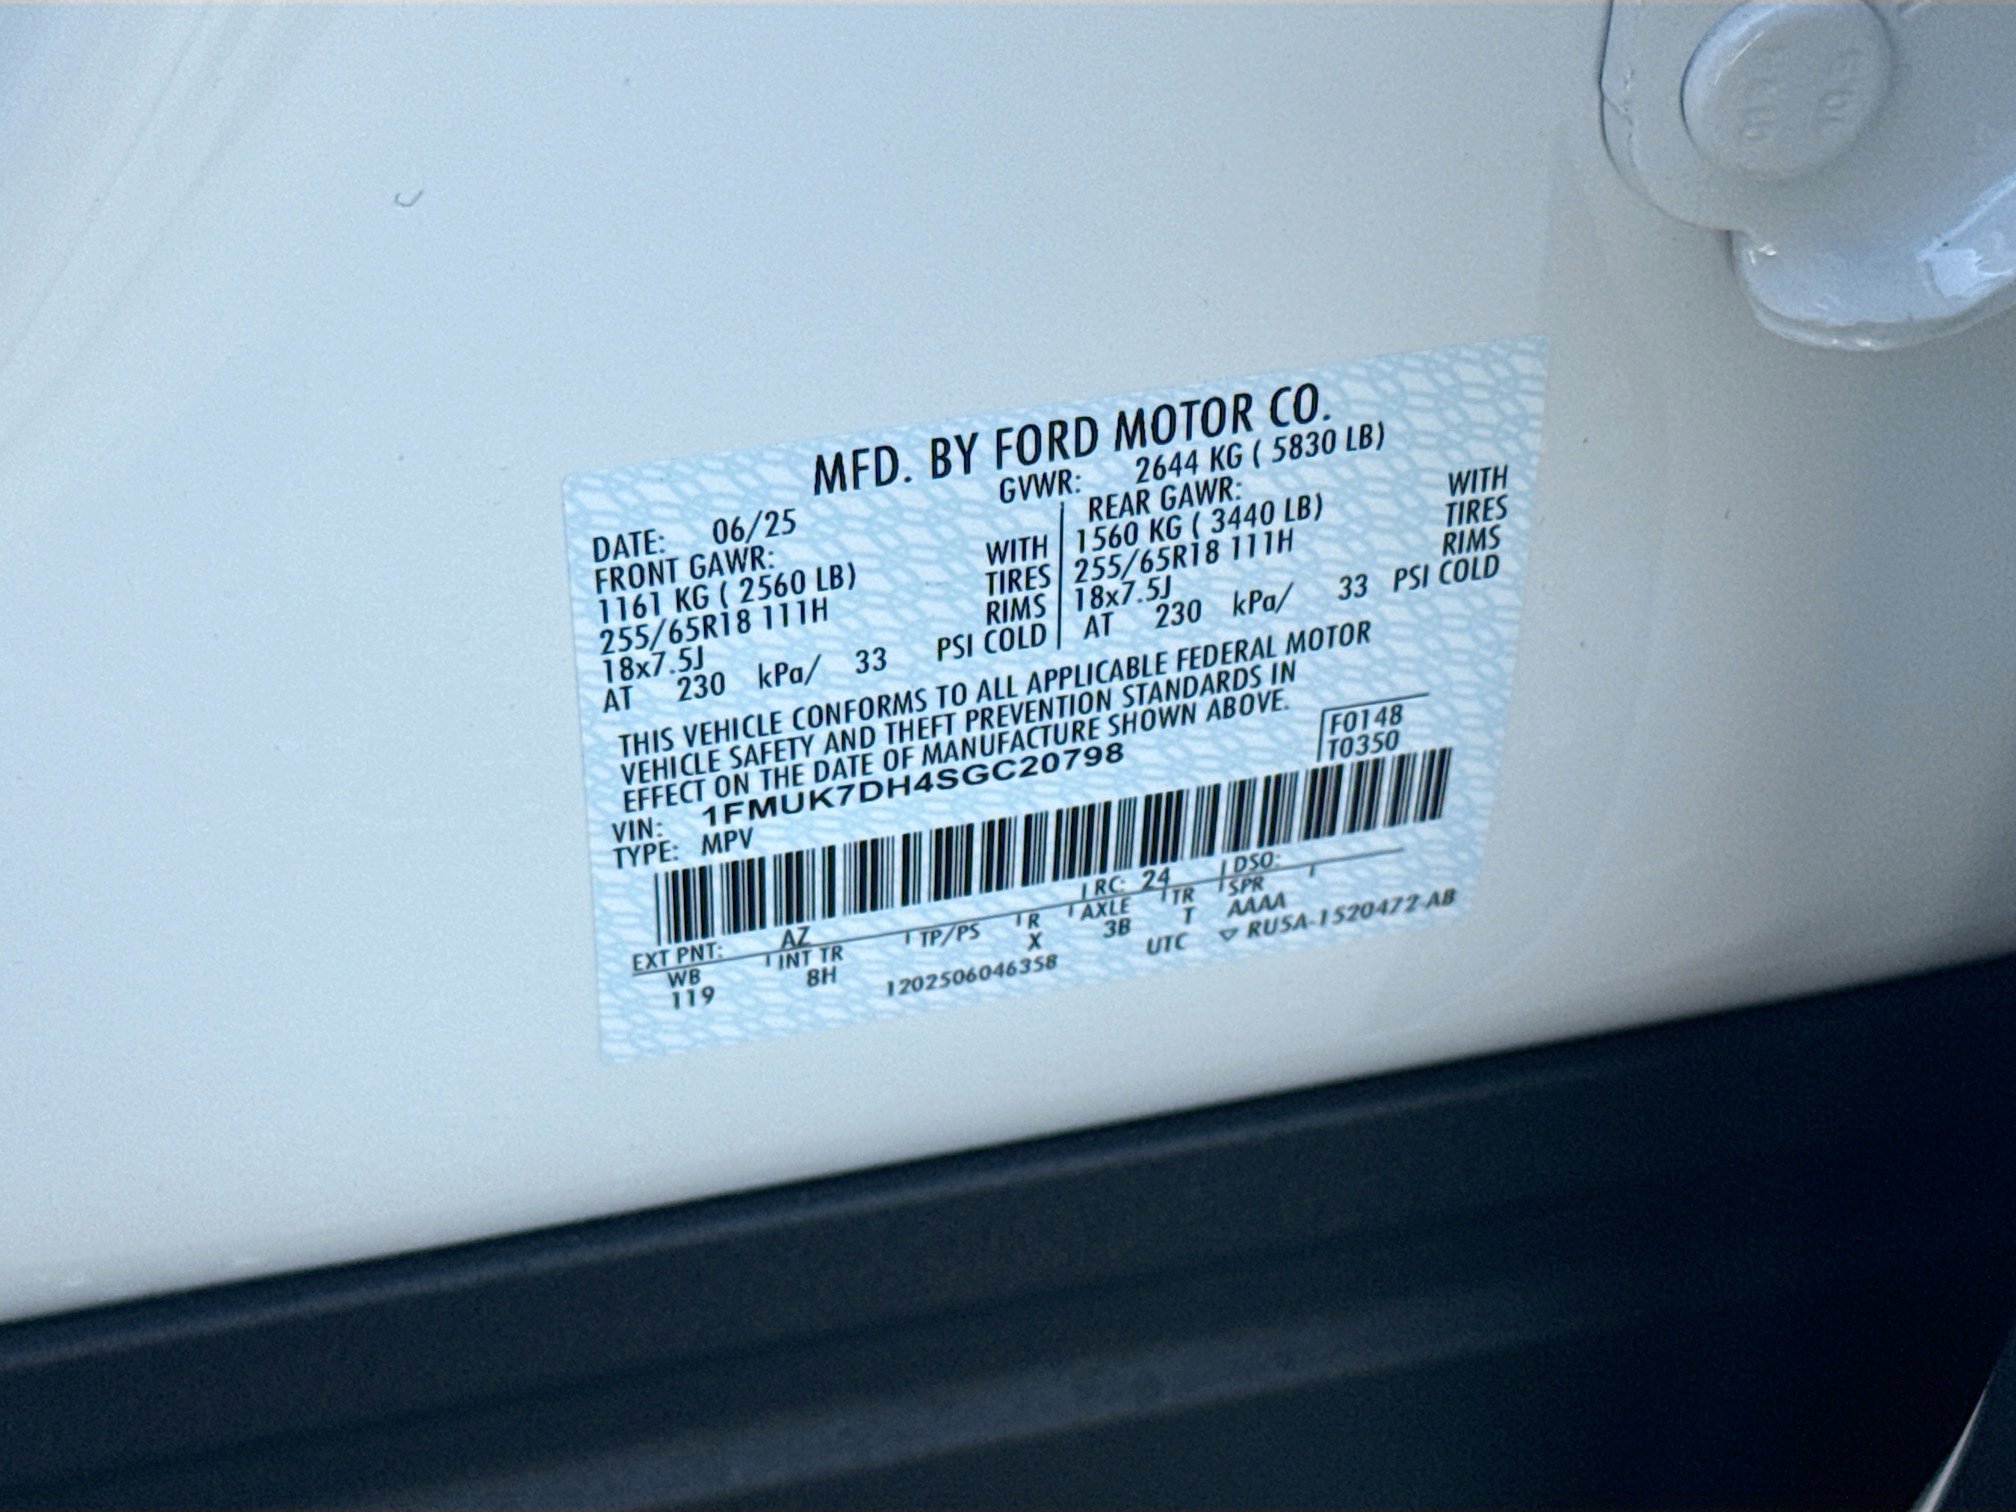 MFD. BY FORD MOTOR CO.
DATE: 06/25 GVWR: 2644 KG ( 5830 LB)
FRONT GAWR: REAR GAWR:
1161 KG ( 2560 LB) WITH 1560 KG ( 3440 LB) WITH
255/65R18 111H TIRES 255/65R18 111H TIRES
18x7.5J RIMS 18x7.5J RIMS
AT 230 kPa/ 33 PSI COLD AT 230 kPa/ 33 PSI COLD
THIS VEHICLE CONFORMS TO ALL APPLICABLE FEDERAL MOTOR
VEHICLE SAFETY AND THEFT PREVENTION STANDARDS IN
EFFECT ON THE DATE OF MANUFACTURE SHOWN ABOVE.
F0148
T0350
VIN: 1FMUK7DH4SGC20798
TYPE: MPV
EXT PNT: AZ RC: 24 DSO:
WB INT TR TP/PS R AXLE TR SPR
119 8H X 3B T AAAA
1202506046358 UTC ▽ RU5A-1520472-AB